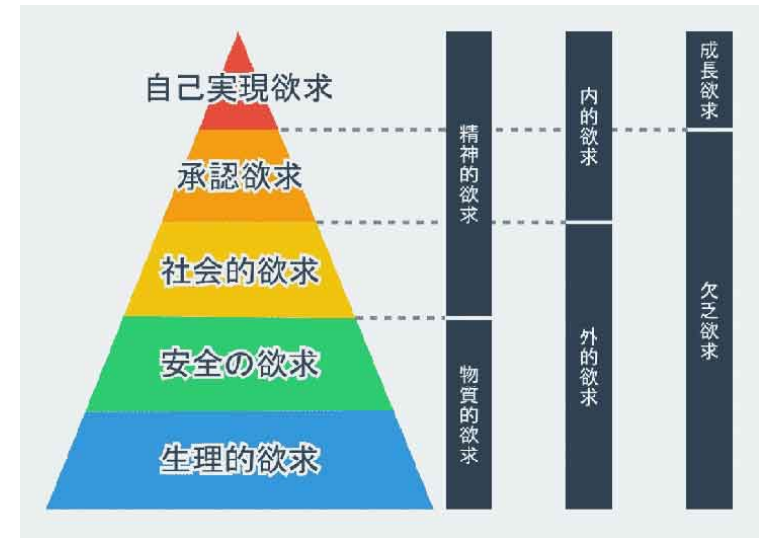 自己実現欲求
承認欲求
社会的欲求
安全の欲求
生理的欲求
精神的欲求
物質的欲求
内的欲求
外的欲求
成長欲求
欠乏欲求